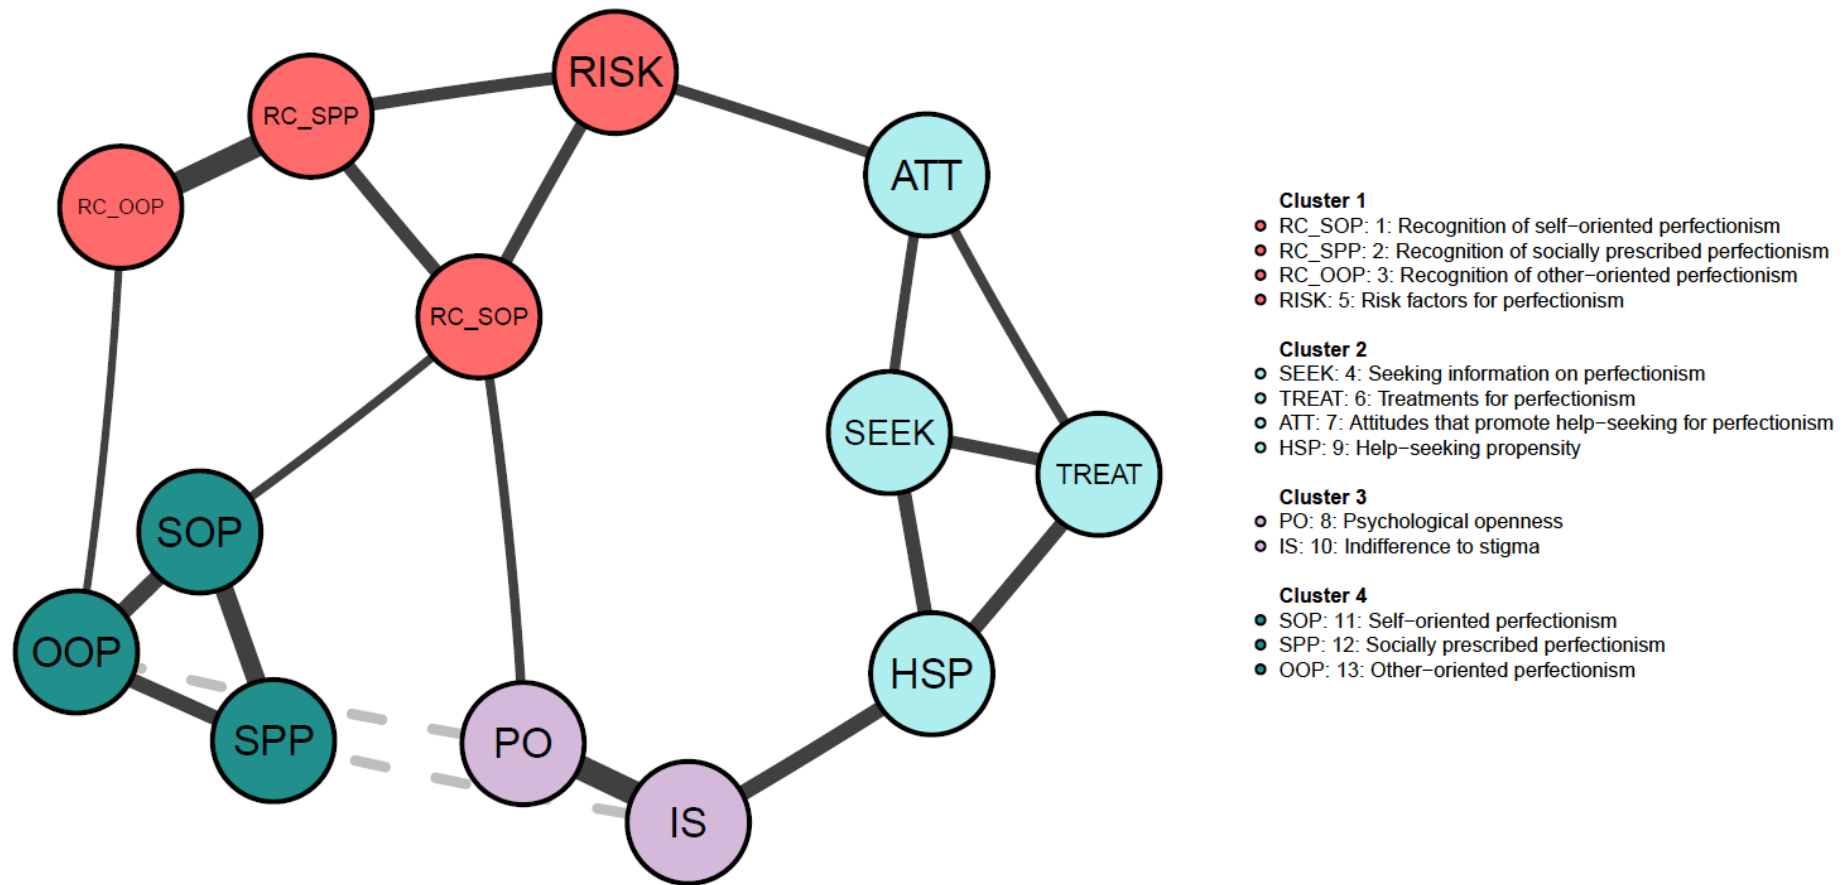 RISK
RC_SPP
ATT
RC_OOP
RC_SOP
SEEK
TREAT
SOP
OOP
HSP
SPP
PO
IS
Cluster 1
RC_SOP: 1: Recognition of self−oriented perfectionism
RC_SPP: 2: Recognition of socially prescribed perfectionism
RC_OOP: 3: Recognition of other−oriented perfectionism
RISK: 5: Risk factors for perfectionism
Cluster 2
SEEK: 4: Seeking information on perfectionism
TREAT: 6: Treatments for perfectionism
ATT: 7: Attitudes that promote help−seeking for perfectionism
HSP: 9: Help−seeking propensity
Cluster 3
PO: 8: Psychological openness
IS: 10: Indifference to stigma
Cluster 4
SOP: 11: Self−oriented perfectionism
SPP: 12: Socially prescribed perfectionism
OOP: 13: Other−oriented perfectionism